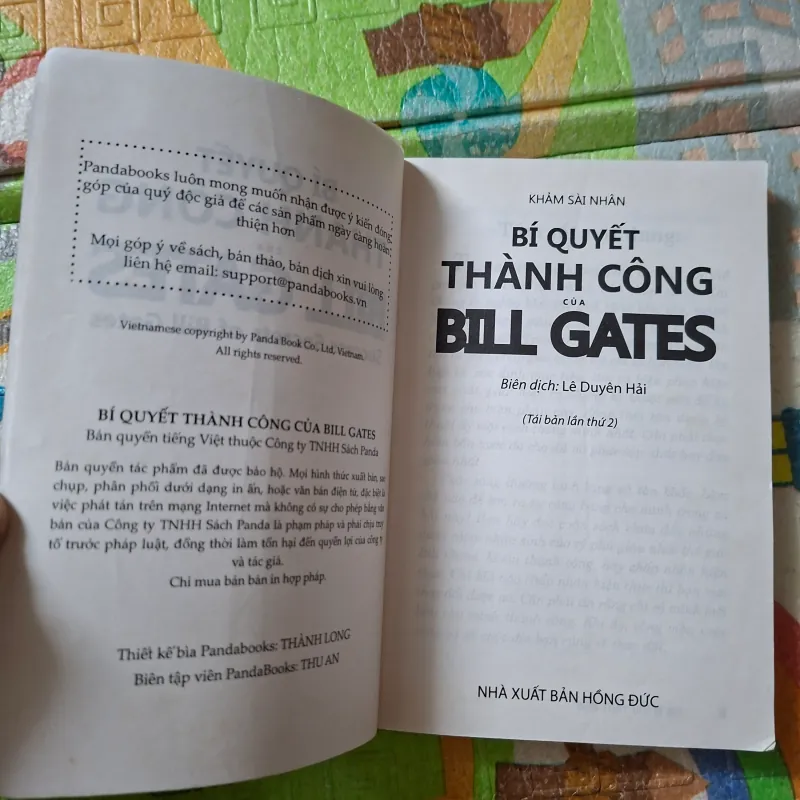 Pandabooks luôn mong muốn nhận được ý kiến đóng
góp của quý độc giả để các sản phẩm ngày càng hoàn
thiện hơn
Mọi góp ý về sách, bản thảo, bản dịch xin vui lòng
liên hệ email: support@pandabooks.vn
Vietnamese copyright by Panda Book Co., Ltd, Vietnam.
All rights reserved.
BÍ QUYẾT THÀNH CÔNG CỦA BILL GATES
Bản quyền tiếng Việt thuộc Công ty TNHH Sách Panda
Bản quyền tác phẩm đã được bảo hộ. Mọi hình thức xuất bản, sao
chụp, phân phối dưới dạng in ấn, hoặc văn bản điện tử, đặc biệt là
việc phát tán trên mạng Internet mà không có sự cho phép bằng văn
bản của Công ty TNHH Sách Panda là phạm pháp và phải chịu truy
tố trước pháp luật, đồng thời làm tổn hại đến quyền lợi của công ty
và tác giả.
Chỉ mua bán bản in hợp pháp.
Thiết kế bìa Pandabooks: THÀNH LONG
Biên tập viên PandaBooks: THU AN
KHẢM SÀI NHÂN
BÍ QUYẾT
THÀNH CÔNG
CỦA
BILL GATES
Biên dịch: Lê Duyên Hải
(Tái bản lần thứ 2)
NHÀ XUẤT BẢN HỒNG ĐỨC